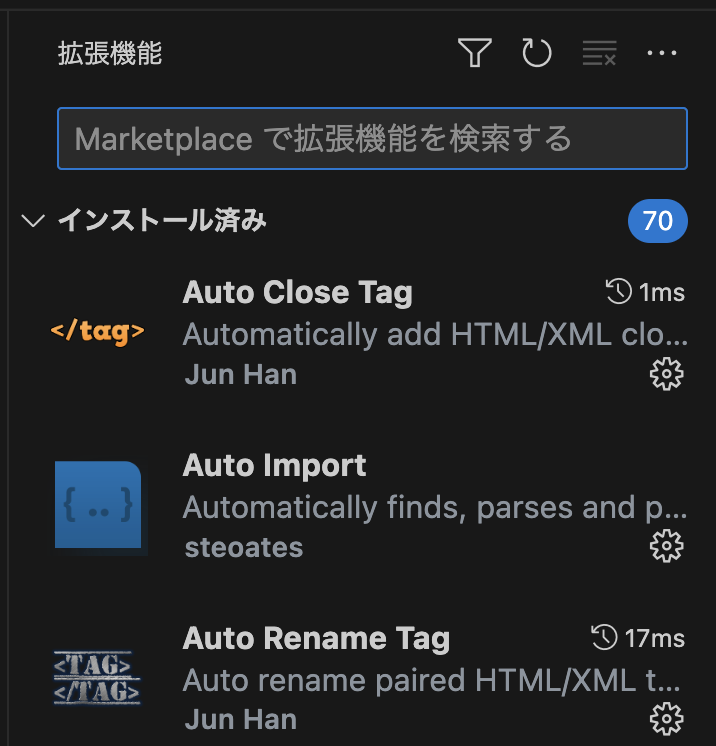 拡張機能
Marketplace で拡張機能を検索する
インストール済み 70
</tag>
Auto Close Tag 1ms
Automatically add HTML/XML clo...
Jun Han
{..}
Auto Import
Automatically finds, parses and p...
steoates
<TAG>
</TAG>
Auto Rename Tag 17ms
Auto rename paired HTML/XML t...
Jun Han